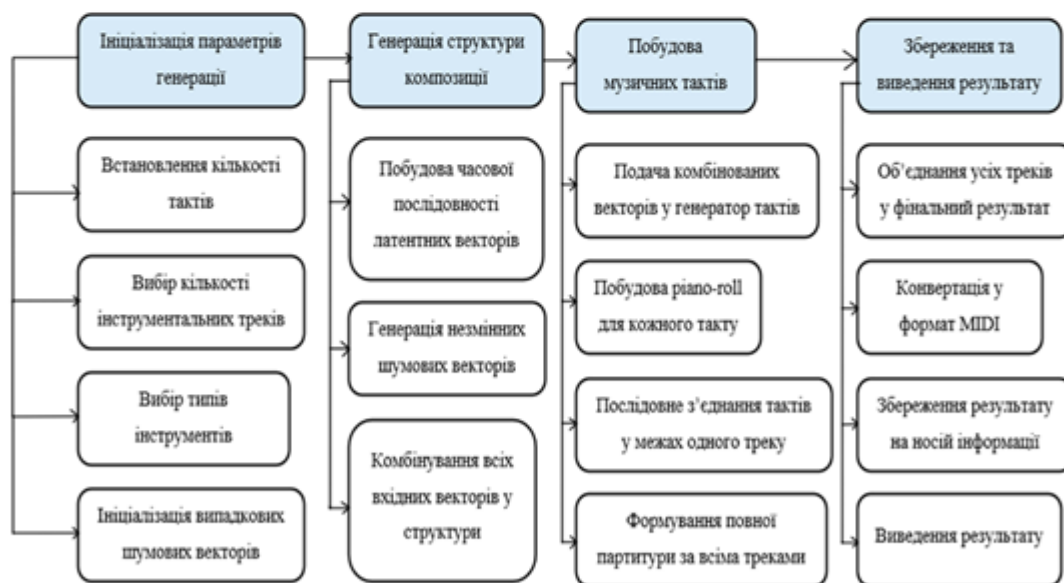 Ініціалізація параметрів
генерації
Встановлення кількості
тактів
Вибір кількості
інструментальних треків
Вибір типів
інструментів
Ініціалізація випадкових
шумових векторів
Генерація структури
композиції
Побудова часової
послідовності
латентних векторів
Генерація незмінних
шумових векторів
Комбінування всіх
вхідних векторів у
структури
Побудова
музичних тактів
Подача комбінованих
векторів у генератор тактів
Побудова piano-roll
для кожного такту
Послідовне з’єднання тактів
у межах одного треку
Формування повної
партитури за всіма треками
Збереження та
виведення результату
Об’єднання усіх треків
у фінальний результат
Конвертація у
формат MIDI
Збереження результату
на носій інформації
Виведення результату